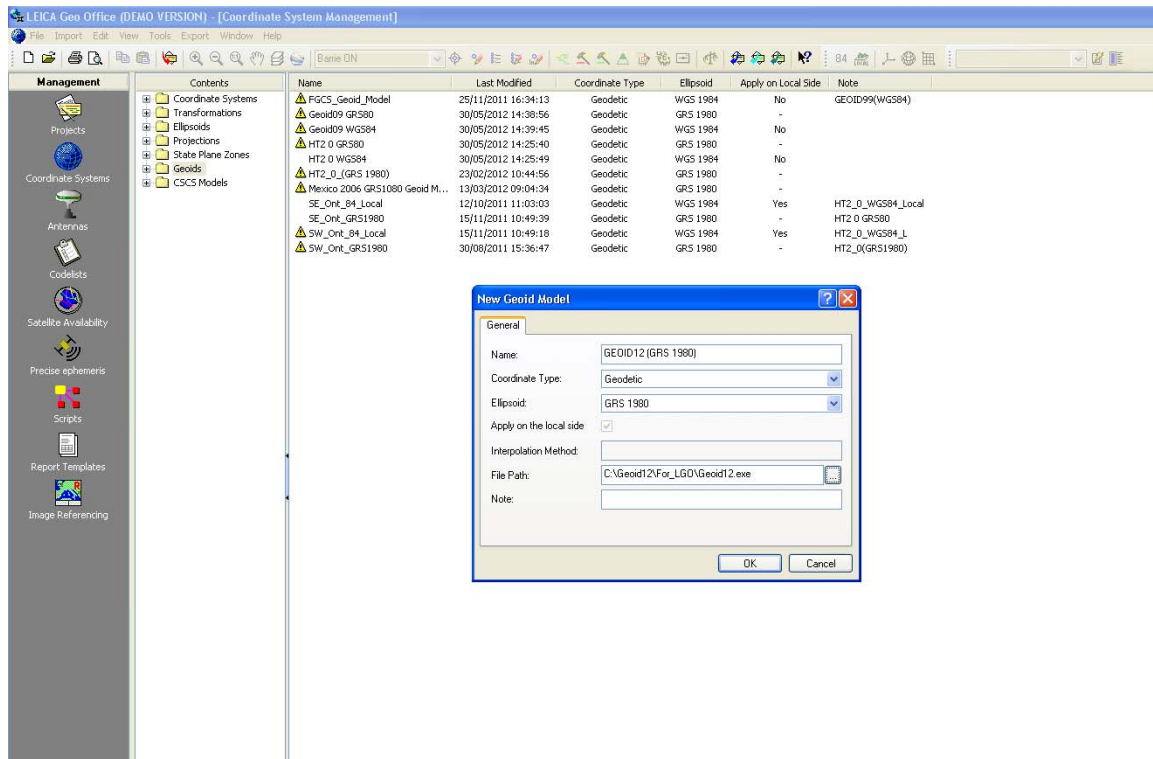 LEICA Geo Office (DEMO VERSION) - [Coordinate System Management]
File Import Edit View Tools Export Window Help
Barrie ON
84
Management
Projects
Coordinate Systems
Antennas
Codelists
Satellite Availability
Precise ephemeris
Scripts
Report Templates
Image Referencing
Contents
Coordinate Systems
Transformations
Ellipsoids
Projections
State Plane Zones
Geoids
CSCS Models
Name Last Modified Coordinate Type Ellipsoid Apply on Local Side Note
FGCS_Geoid_Model 25/11/2011 16:34:13 Geodetic WGS 1984 No GEOID99(WGS84)
Geoid09 GRS80 30/05/2012 14:38:56 Geodetic GRS 1980 -
Geoid09 WGS84 30/05/2012 14:39:45 Geodetic WGS 1984 No
HT2 0 GRS80 30/05/2012 14:25:40 Geodetic GRS 1980 -
HT2 0 WGS84 30/05/2012 14:25:49 Geodetic WGS 1984 No
HT2_0_(GRS 1980) 23/02/2012 10:44:56 Geodetic GRS 1980 -
Mexico 2006 GRS1080 Geoid M... 13/03/2012 09:04:34 Geodetic GRS 1980 -
SE_Ont_84_Local 12/10/2011 11:03:03 Geodetic WGS 1984 Yes HT2_0_WGS84_Local
SE_Ont_GRS1980 15/11/2011 10:49:39 Geodetic GRS 1980 - HT2 0 GRS80
SW_Ont_84_Local 15/11/2011 10:49:18 Geodetic WGS 1984 Yes HT2_0_WGS84_L
SW_Ont_GRS1980 30/08/2011 15:36:47 Geodetic GRS 1980 - HT2_0(GRS1980)
New Geoid Model
General
Name: GEOID12 (GRS 1980)
Coordinate Type: Geodetic
Ellipsoid: GRS 1980
Apply on the local side
Interpolation Method:
File Path: C:\Geoid12\For_LGO\Geoid12.exe ...
Note:
OK Cancel